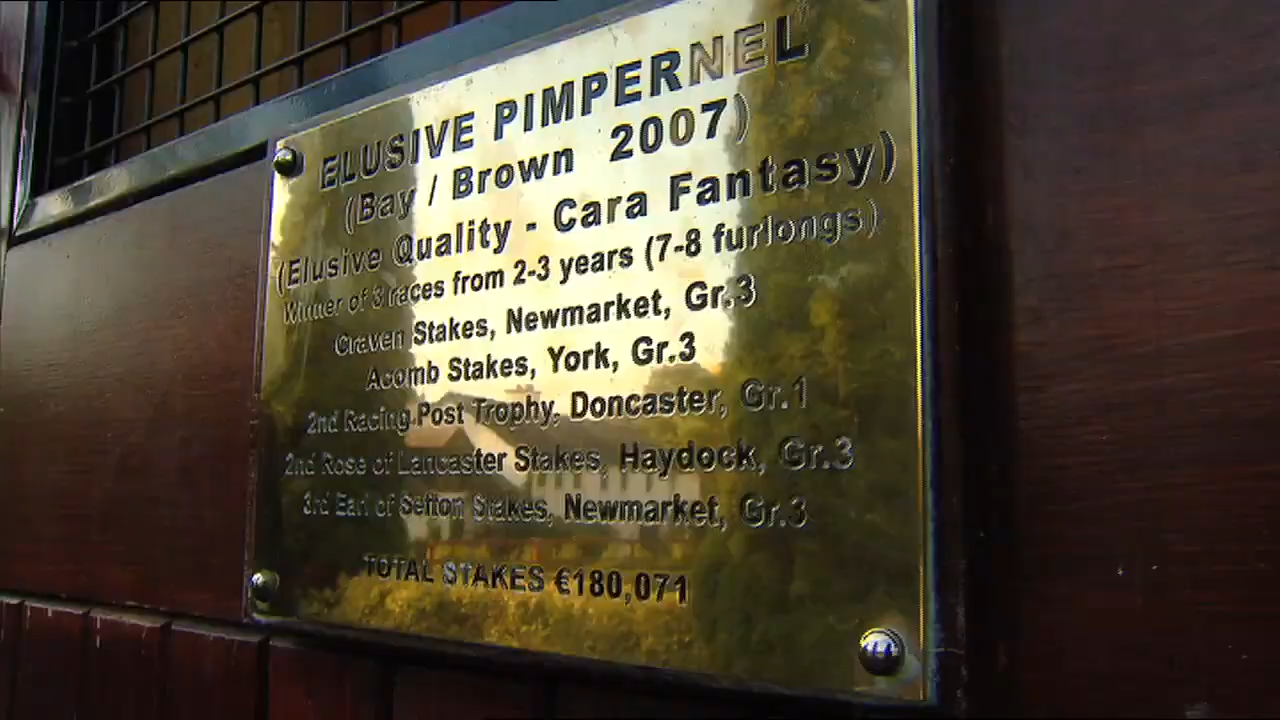 ELUSIVE PIMPERNEL
(Bay / Brown 2007)
(Elusive Quality - Cara Fantasy)
Winner of 3 races from 2-3 years (7-8 furlongs)
Craven Stakes, Newmarket, Gr.3
Acomb Stakes, York, Gr.3
2nd Racing Post Trophy, Doncaster, Gr.1
2nd Rose of Lancaster Stakes, Haydock, Gr.3
3rd Earl of Sefton Stakes, Newmarket, Gr.3
TOTAL STAKES €180,071